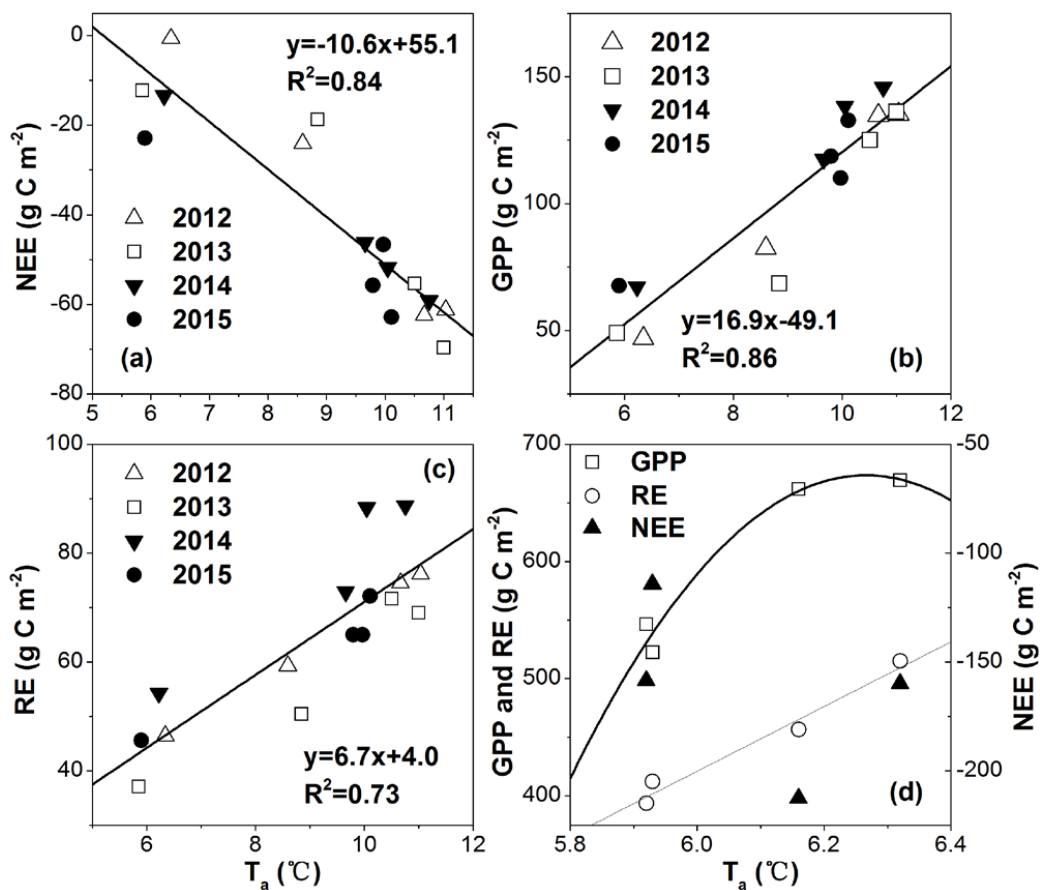 (a)
y=-10.6x+55.1
R²=0.84
2012
2013
2014
2015
NEE (g C m⁻²)
0
-20
-40
-60
-80
5
6
7
8
9
10
11
(b)
2012
2013
2014
2015
y=16.9x-49.1
R²=0.86
GPP (g C m⁻²)
150
100
50
6
8
10
12
(c)
2012
2013
2014
2015
y=6.7x+4.0
R²=0.73
RE (g C m⁻²)
100
80
60
40
6
8
10
12
Tₐ (℃)
(d)
GPP
RE
NEE
GPP and RE (g C m⁻²)
700
600
500
400
NEE (g C m⁻²)
-50
-100
-150
-200
5.8
6.0
6.2
6.4
Tₐ (℃)